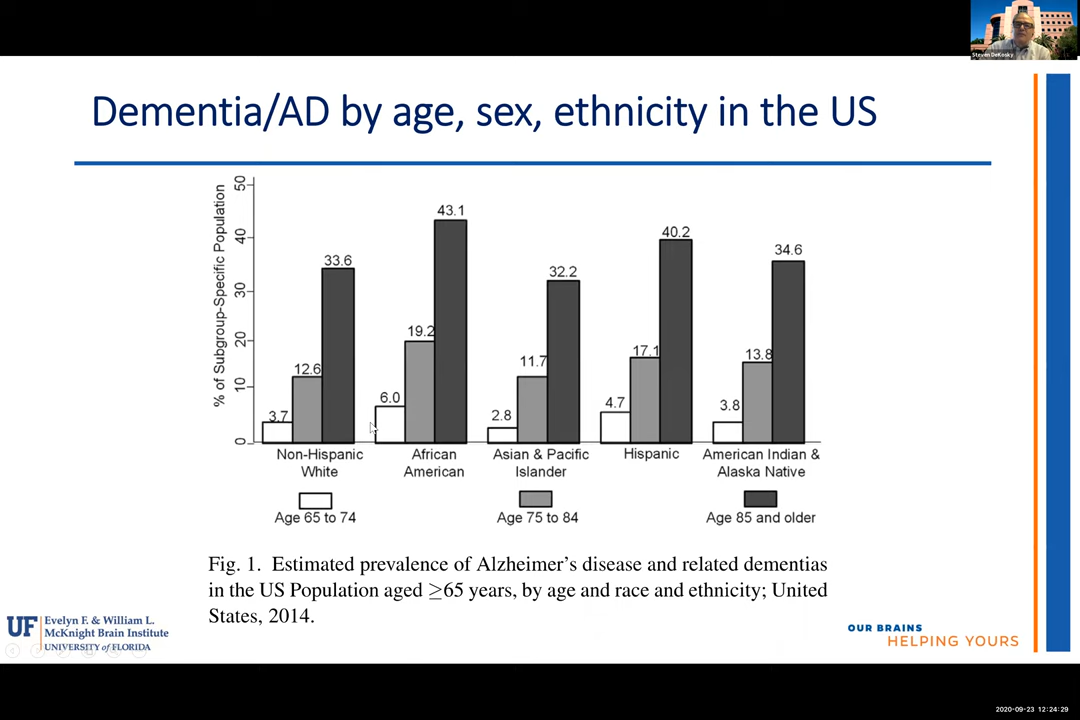 Steven DeKosky
Dementia/AD by age, sex, ethnicity in the US
% of Subgroup-Specific Population
50
40
30
20
10
0
3.7
12.6
33.6
6.0
19.2
43.1
2.8
11.7
32.2
4.7
17.1
40.2
3.8
13.8
34.6
Non-Hispanic
White
African
American
Asian & Pacific
Islander
Hispanic
American Indian &
Alaska Native
Age 65 to 74
Age 75 to 84
Age 85 and older
Fig. 1. Estimated prevalence of Alzheimer's disease and related dementias
in the US Population aged ≥65 years, by age and race and ethnicity; United
States, 2014.
UF
Evelyn F. & William L.
McKnight Brain Institute
UNIVERSITY of FLORIDA
OUR BRAINS
HELPING YOURS
2020-09-23 12:24:29